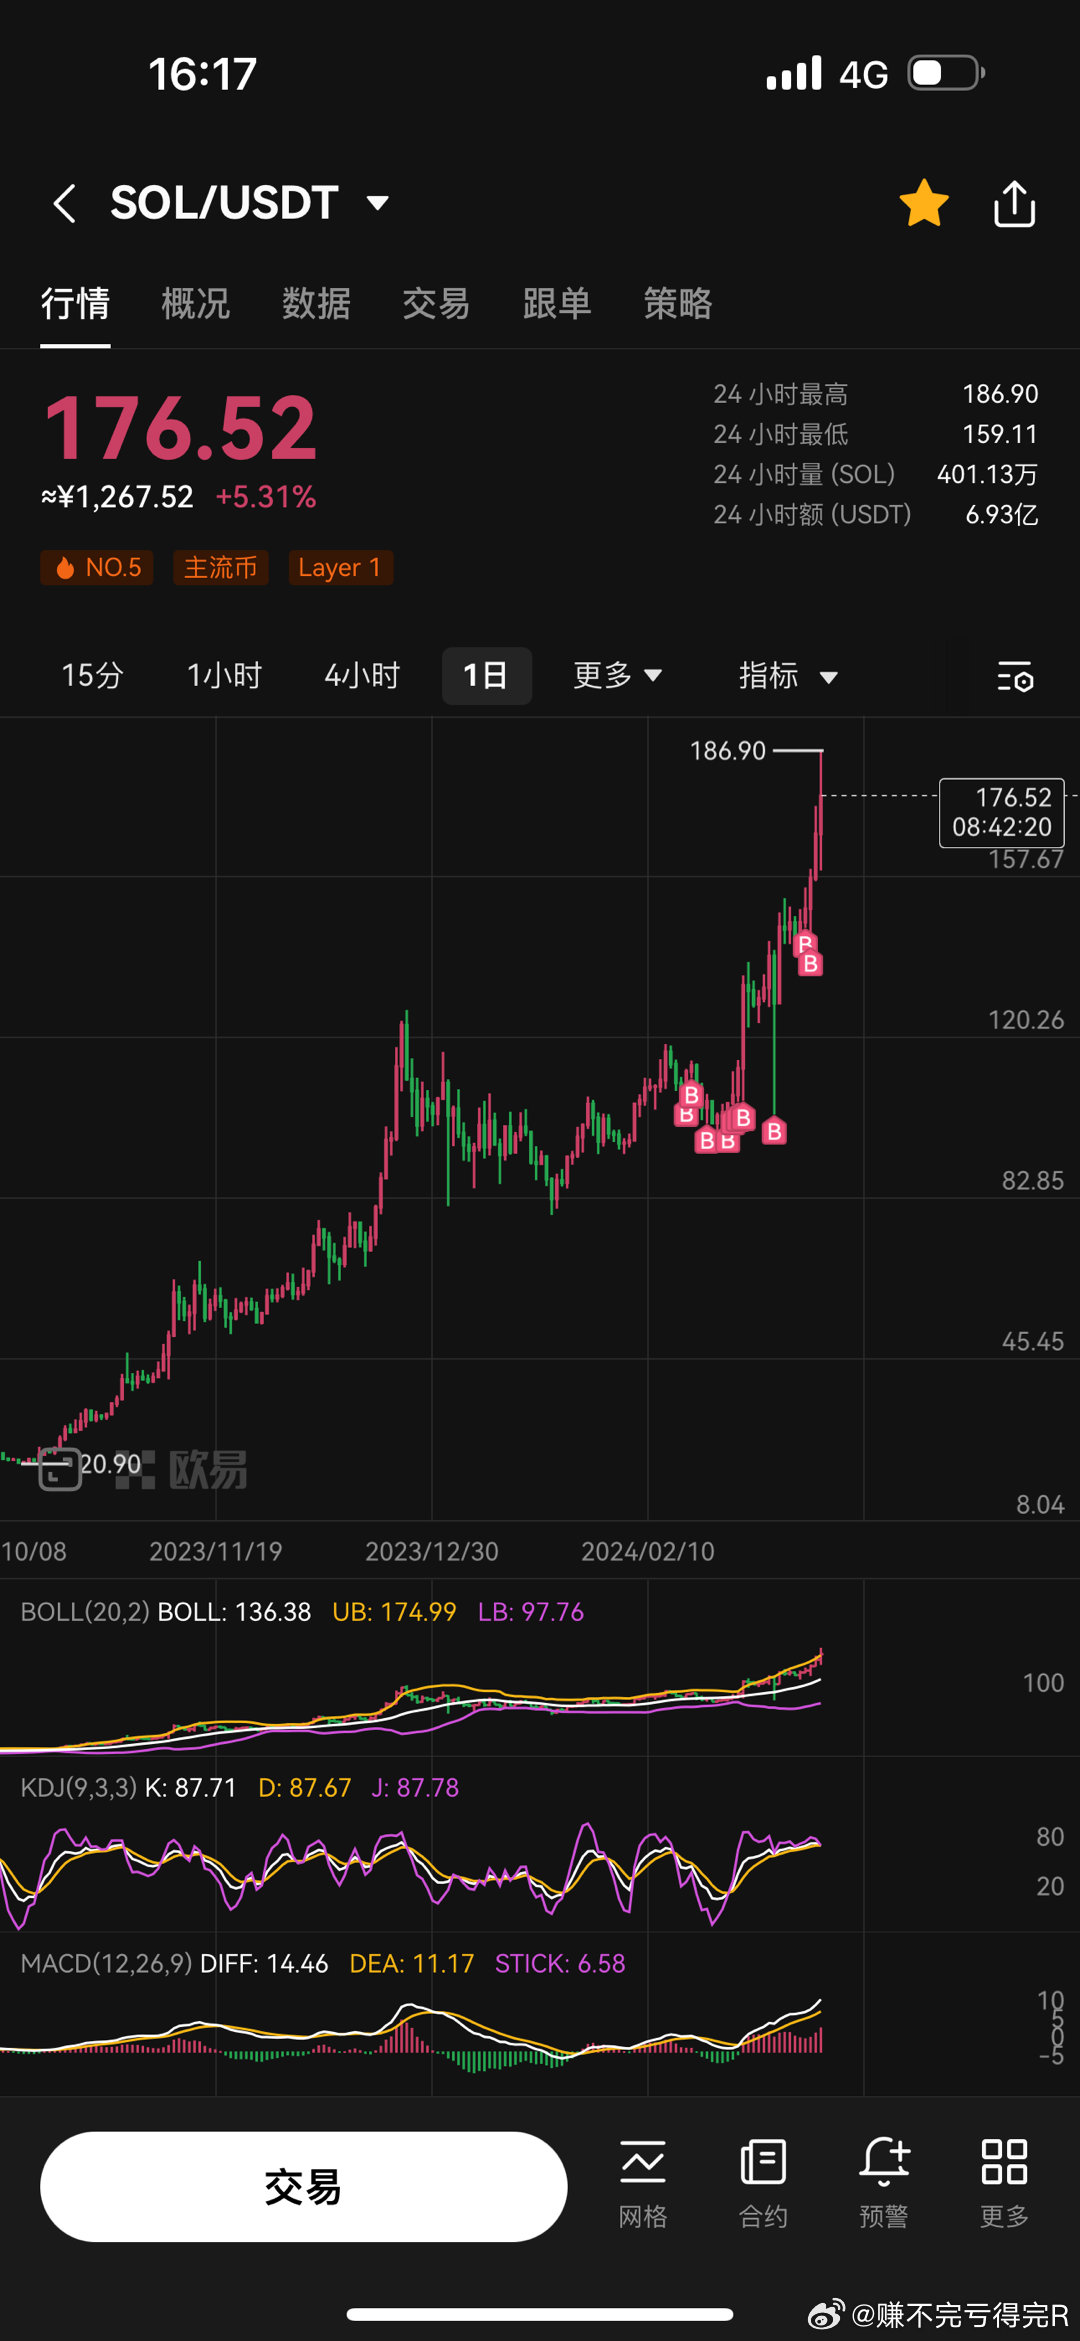 16:17
4G
SOL/USDT
行情 概况 数据 交易 跟单 策略
176.52
≈¥1,267.52 +5.31%
24 小时最高 186.90
24 小时最低 159.11
24 小时量 (SOL) 401.13万
24 小时额 (USDT) 6.93亿
NO.5 主流币 Layer 1
15分 1小时 4小时 1日 更多 指标
186.90
176.52
08:42:20
157.67
B
B
120.26
B
B
B
B
B
B
82.85
45.45
20.90
欧易
8.04
10/08 2023/11/19 2023/12/30 2024/02/10
BOLL(20,2) BOLL: 136.38 UB: 174.99 LB: 97.76
100
KDJ(9,3,3) K: 87.71 D: 87.67 J: 87.78
80
20
MACD(12,26,9) DIFF: 14.46 DEA: 11.17 STICK: 6.58
10
5
0
-5
交易
网格 合约 预警 更多
@赚不完亏得完R